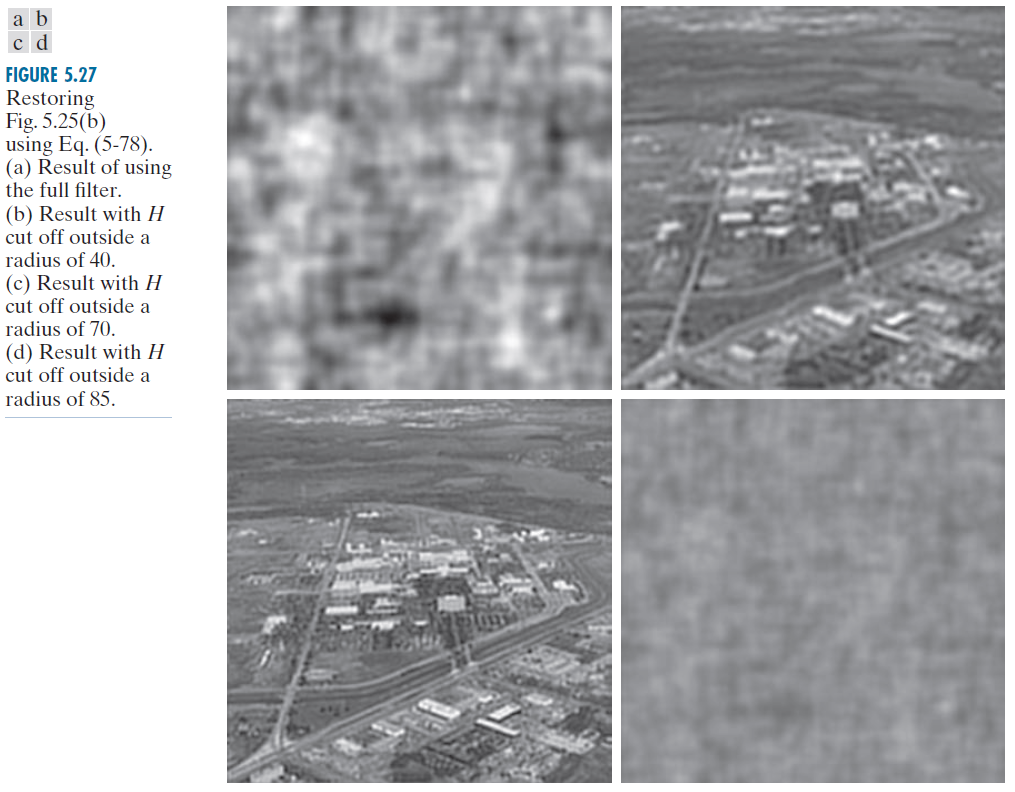 a b
c d
FIGURE 5.27
Restoring
Fig. 5.25(b)
using Eq. (5-78).
(a) Result of using
the full filter.
(b) Result with H
cut off outside a
radius of 40.
(c) Result with H
cut off outside a
radius of 70.
(d) Result with H
cut off outside a
radius of 85.